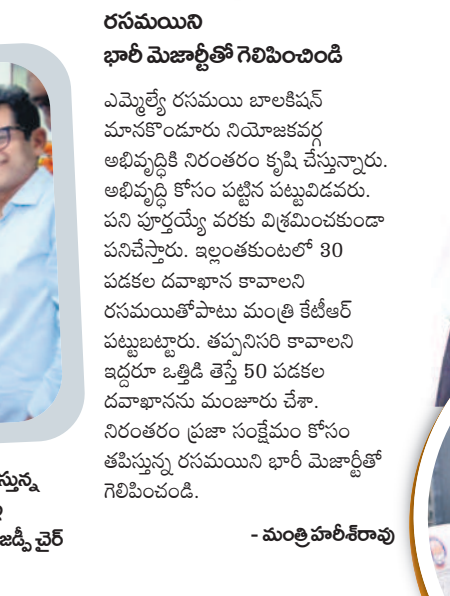 రసమయిని
భారీ మెజార్టీతో గెలిపించిండి
ఎమ్మెల్యే రసమయి బాలకిషన్
మానకొండూరు నియోజకవర్గ
అభివృద్ధికి నిరంతరం కృషి చేస్తున్నారు.
అభివృద్ధి కోసం పట్టిన పట్టువిడవరు.
పని పూర్తయ్యే వరకు విశ్రమించకుండా
పనిచేస్తారు. ఇల్లంతకుంటలో 30
పడకల దవాఖాన కావాలని
రసమయితోపాటు మంత్రి కేటీఆర్
పట్టుబట్టారు. తప్పనిసరి కావాలని
ఇద్దరూ ఒత్తిడి తెస్తే 50 పడకల
దవాఖానను మంజూరు చేశా.
నిరంతరం ప్రజా సంక్షేమం కోసం
తపిస్తున్న రసమయిని భారీ మెజార్టీతో
గెలిపించండి.
- మంత్రి హరీశ్‌రావు
స్తున్న
జడ్పీ చైర్